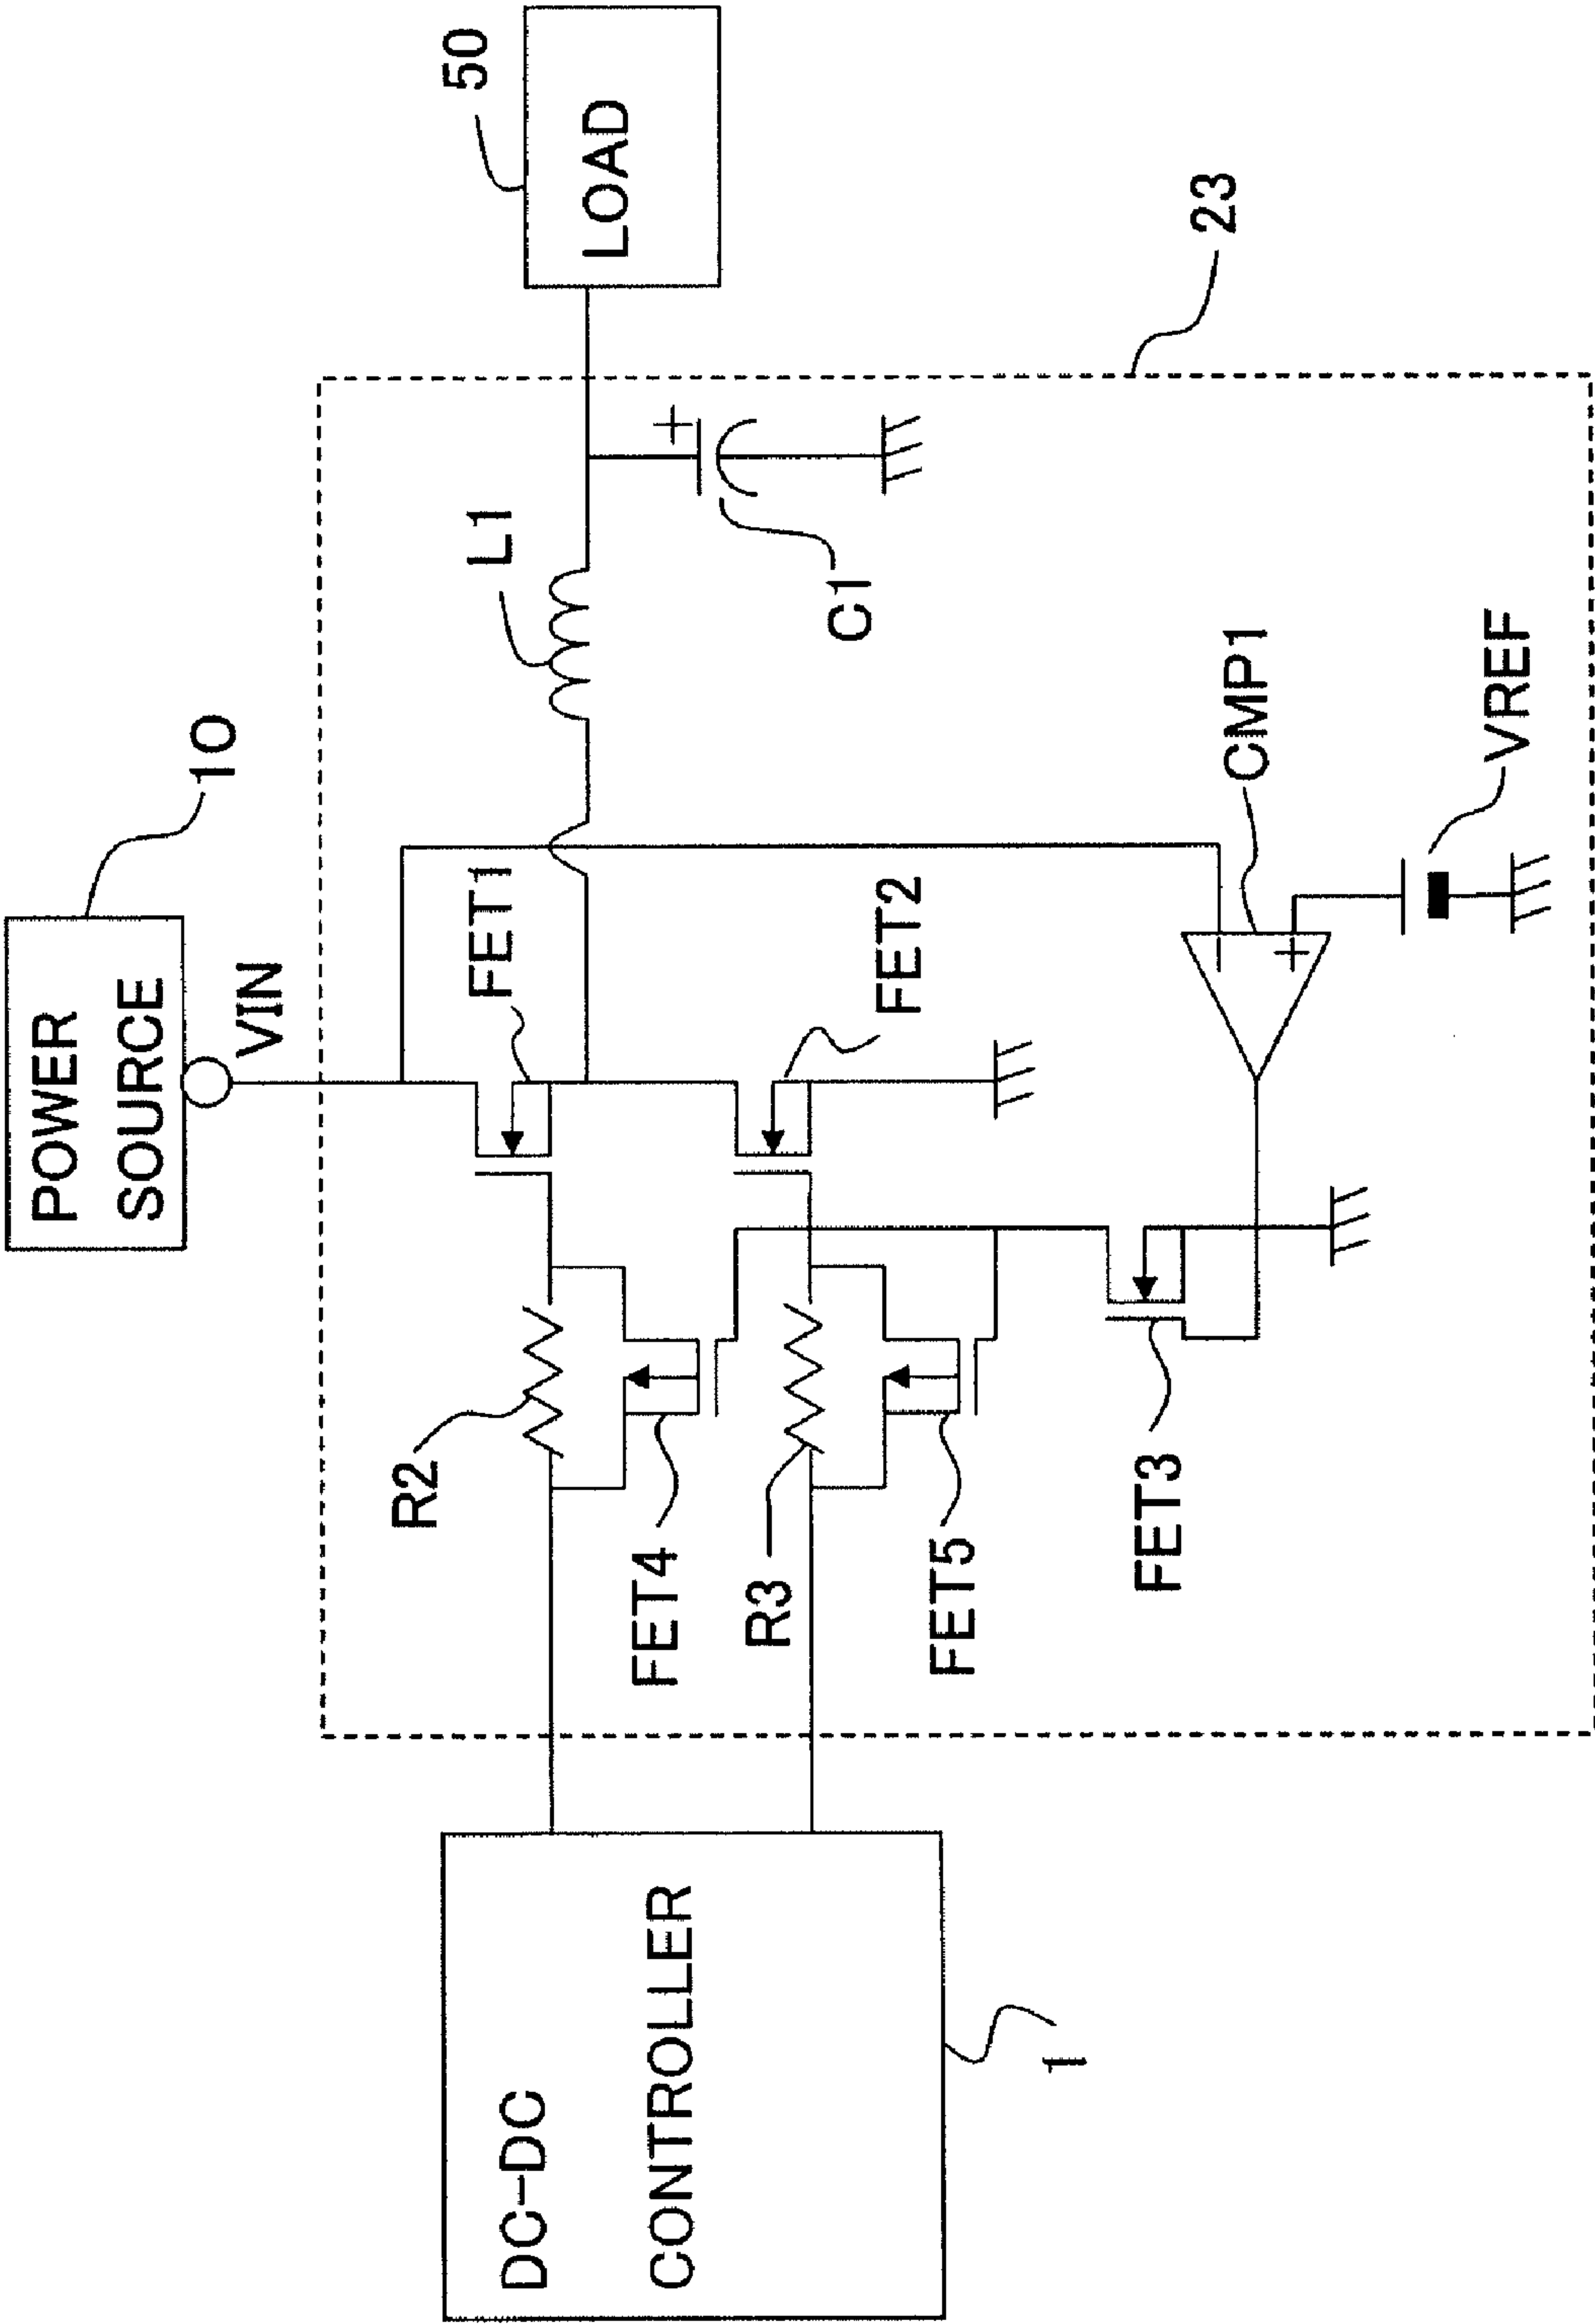 POWER
SOURCE
10
VIN
50
LOAD
L1
C1
23
FET1
FET2
R2
FET4
R3
FET5
FET3
CMP1
−
+
+
VREF
DC-DC
CONTROLLER
1